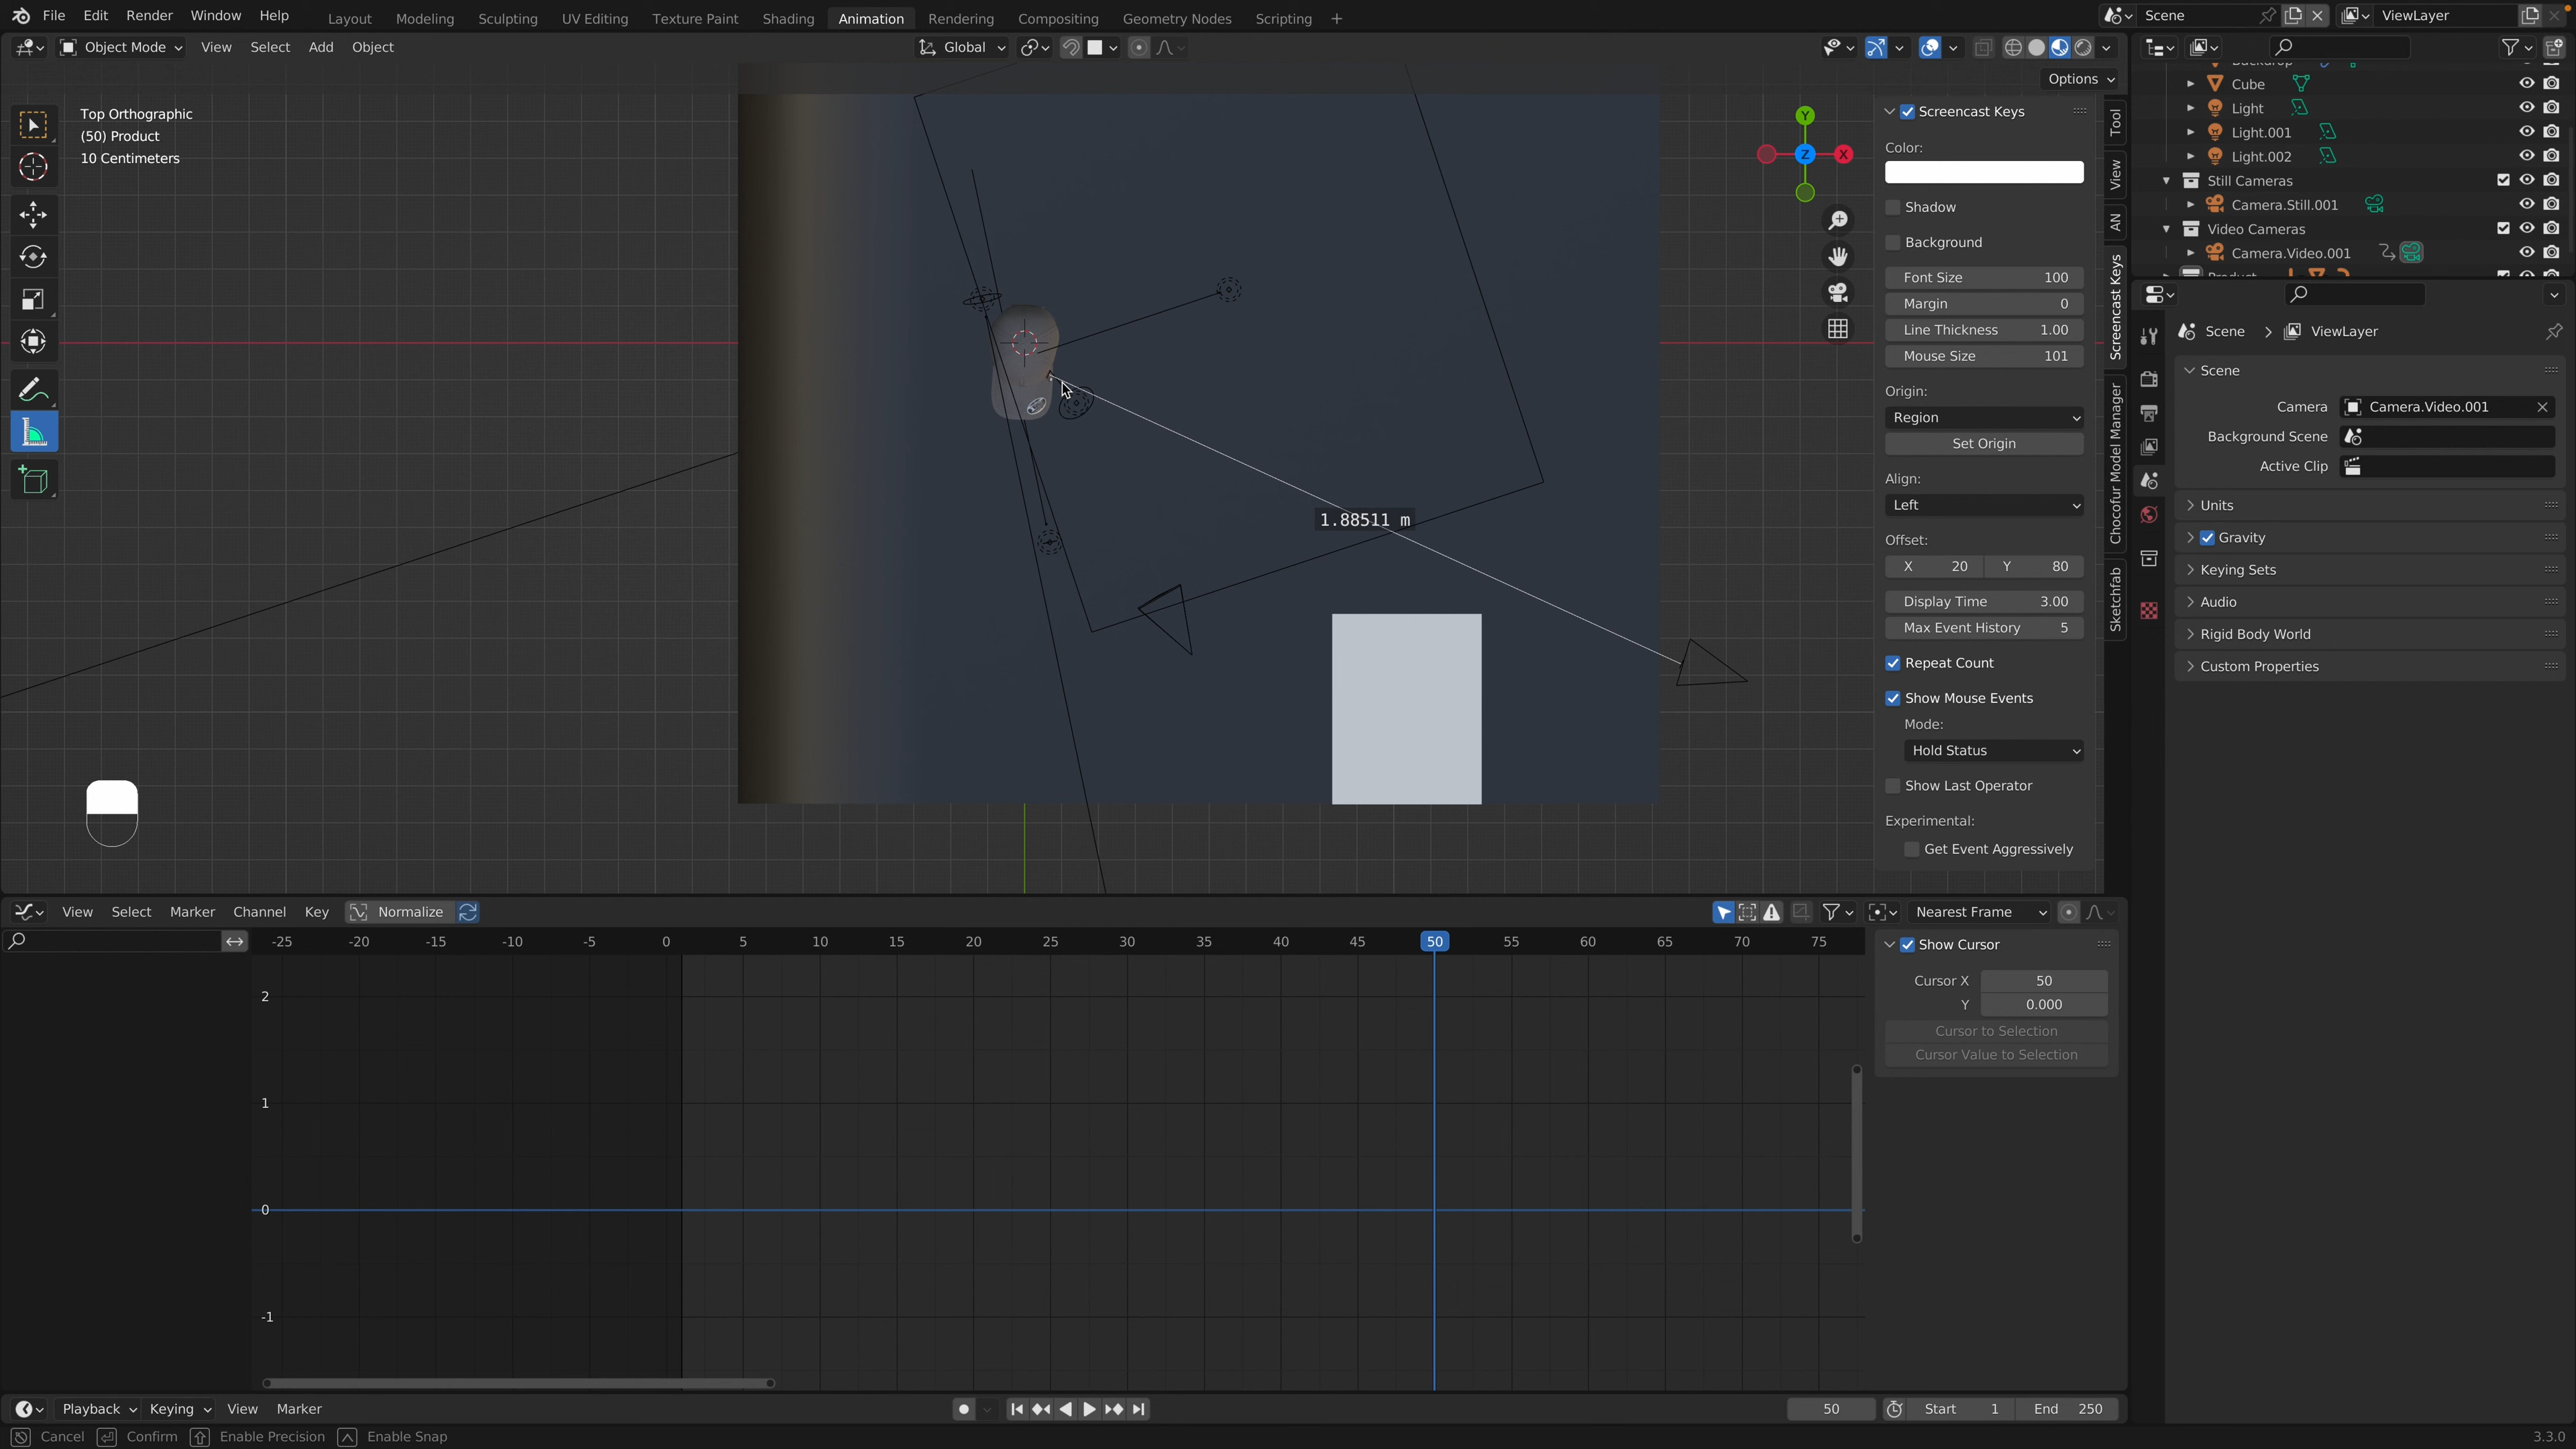 File Edit Render Window Help Layout Modeling Sculpting UV Editing Texture Paint Shading Animation Rendering Compositing Geometry Nodes Scripting + Scene ViewLayer
Object Mode View Select Add Object Global
Options
Top Orthographic
(50) Product
10 Centimeters
Y
Z
X
1.88511 m
Screencast Keys
Color:
Shadow
Background
Font Size 100
Margin 0
Line Thickness 1.00
Mouse Size 101
Origin:
Region
Set Origin
Align:
Left
Offset:
X 20 Y 80
Display Time 3.00
Max Event History 5
Repeat Count
Show Mouse Events
Mode:
Hold Status
Show Last Operator
Experimental:
Get Event Aggressively
Tool
View
AN
Screencast Keys
Chocofur Model Manager
Sketchfab
Backdrop
Cube
Light
Light.001
Light.002
Still Cameras
Camera.Still.001
Video Cameras
Camera.Video.001
Product
Scene > ViewLayer
Scene
Camera Camera.Video.001
Background Scene
Active Clip
Units
Gravity
Keying Sets
Audio
Rigid Body World
Custom Properties
View Select Marker Channel Key Normalize Nearest Frame
-25 -20 -15 -10 -5 0 5 10 15 20 25 30 35 40 45 50 55 60 65 70 75
2
1
0
-1
Show Cursor
Cursor X 50
Y 0.000
Cursor to Selection
Cursor Value to Selection
Playback Keying View Marker 50 Start 1 End 250
Cancel Confirm Enable Precision Enable Snap 3.3.0